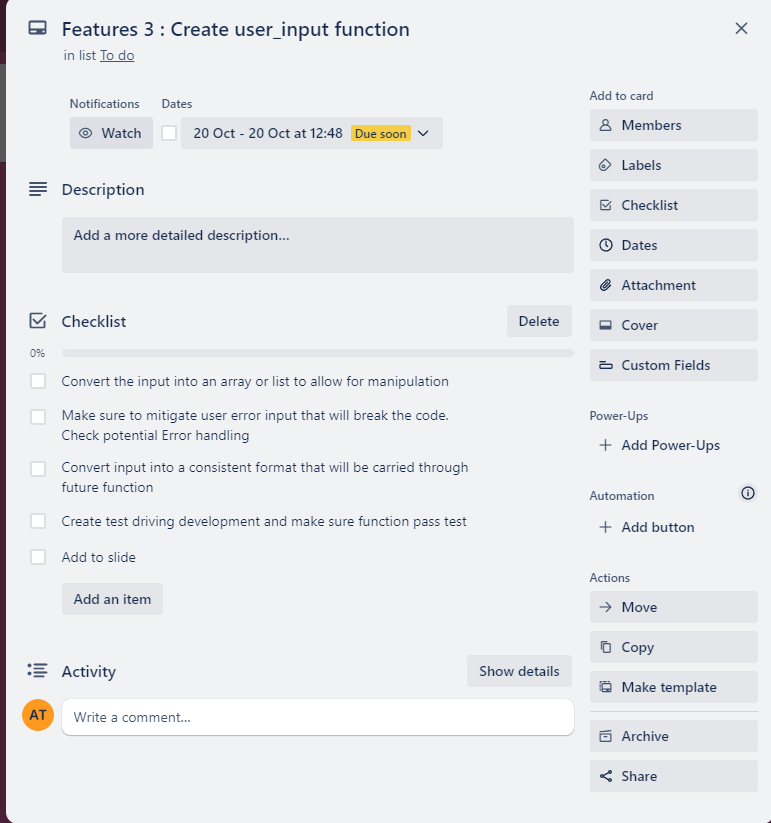 Features 3 : Create user_input function
in list To do
Notifications
Dates
Watch
20 Oct - 20 Oct at 12:48 Due soon
Description
Add a more detailed description...
Checklist
Delete
0%
Convert the input into an array or list to allow for manipulation
Make sure to mitigate user error input that will break the code.
Check potential Error handling
Convert input into a consistent format that will be carried through
future function
Create test driving development and make sure function pass test
Add to slide
Add an item
Activity
Show details
AT
Write a comment...
Add to card
Members
Labels
Checklist
Dates
Attachment
Cover
Custom Fields
Power-Ups
Add Power-Ups
Automation
Add button
Actions
Move
Copy
Make template
Archive
Share